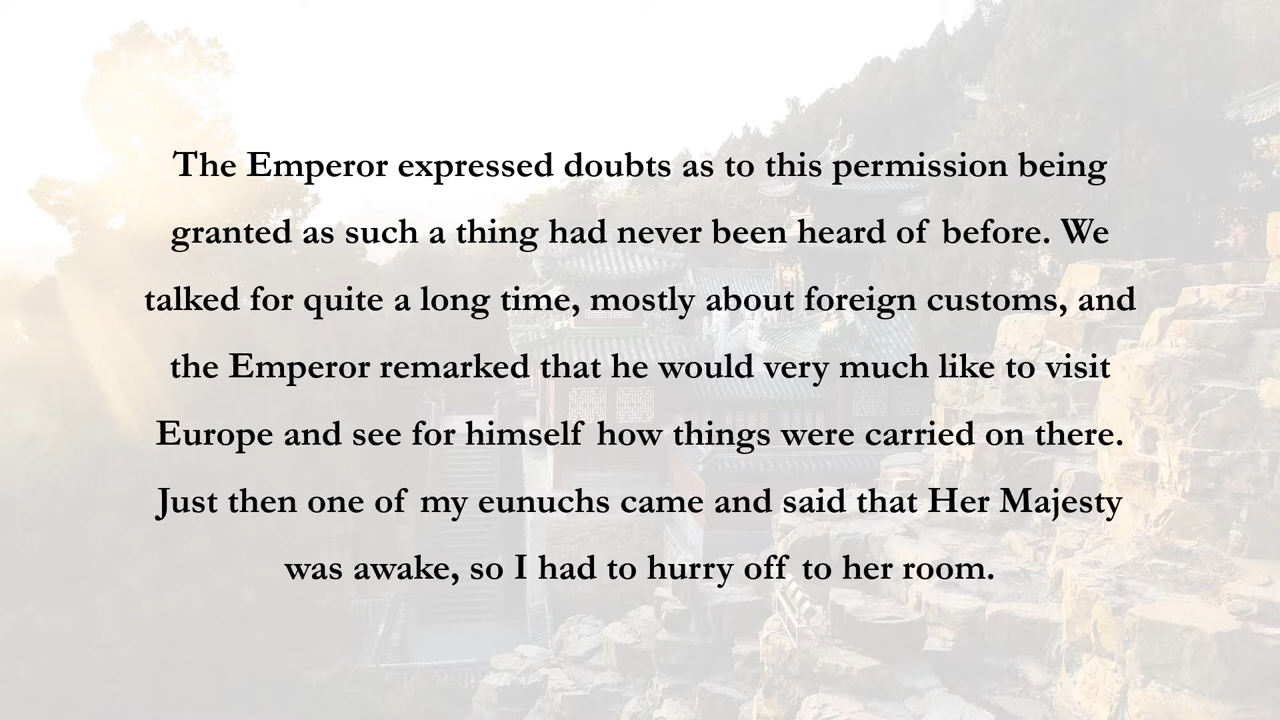 The Emperor expressed doubts as to this permission being
granted as such a thing had never been heard of before. We
talked for quite a long time, mostly about foreign customs, and
the Emperor remarked that he would very much like to visit
Europe and see for himself how things were carried on there.
Just then one of my eunuchs came and said that Her Majesty
was awake, so I had to hurry off to her room.